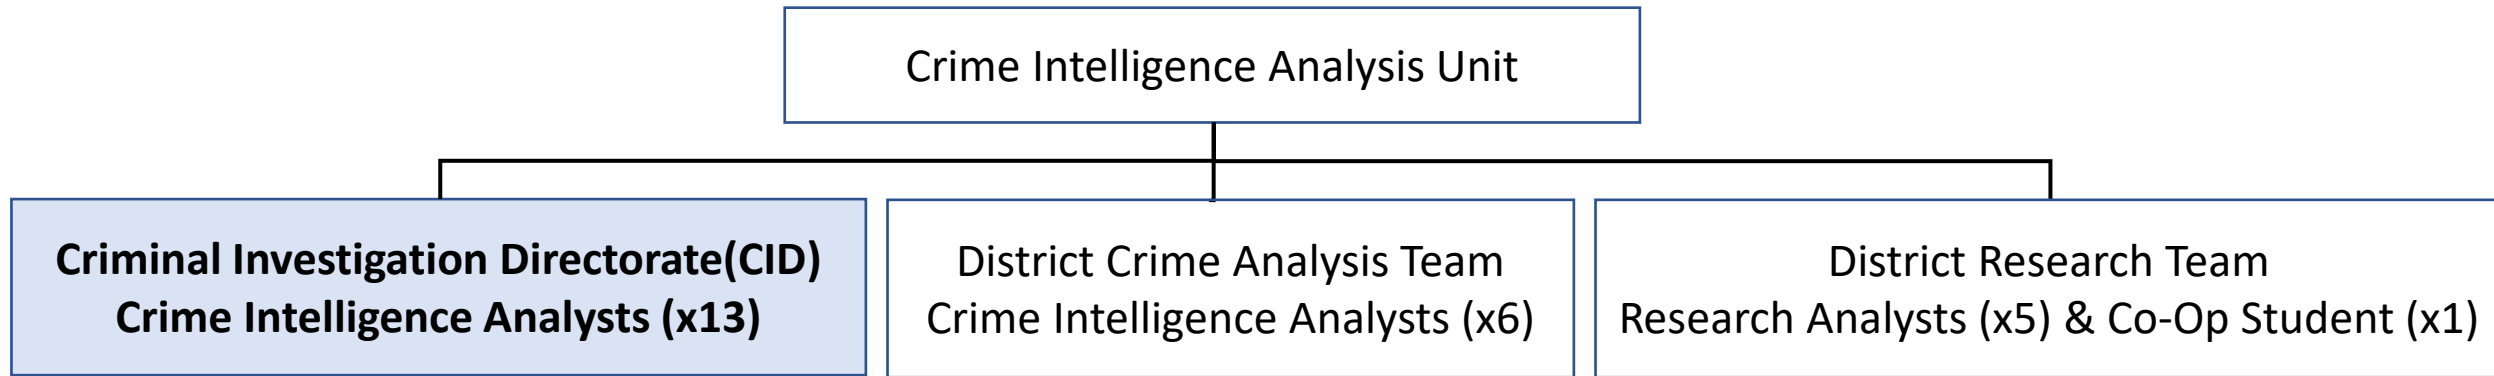 Crime Intelligence Analysis Unit
Criminal Investigation Directorate(CID)
Crime Intelligence Analysts (x13)
District Crime Analysis Team
Crime Intelligence Analysts (x6)
District Research Team
Research Analysts (x5) & Co-Op Student (x1)